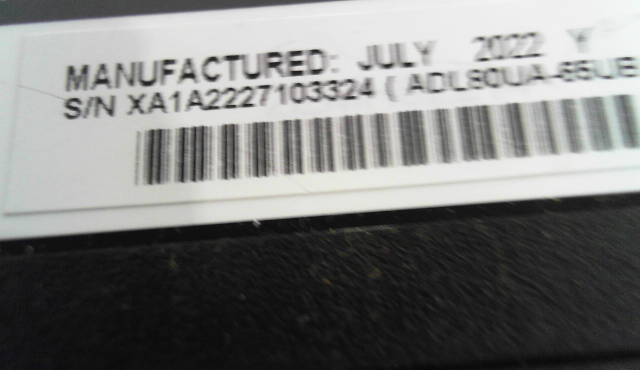 MANUFACTURED: JULY 2022 Y
S/N XA1A2227103324 (